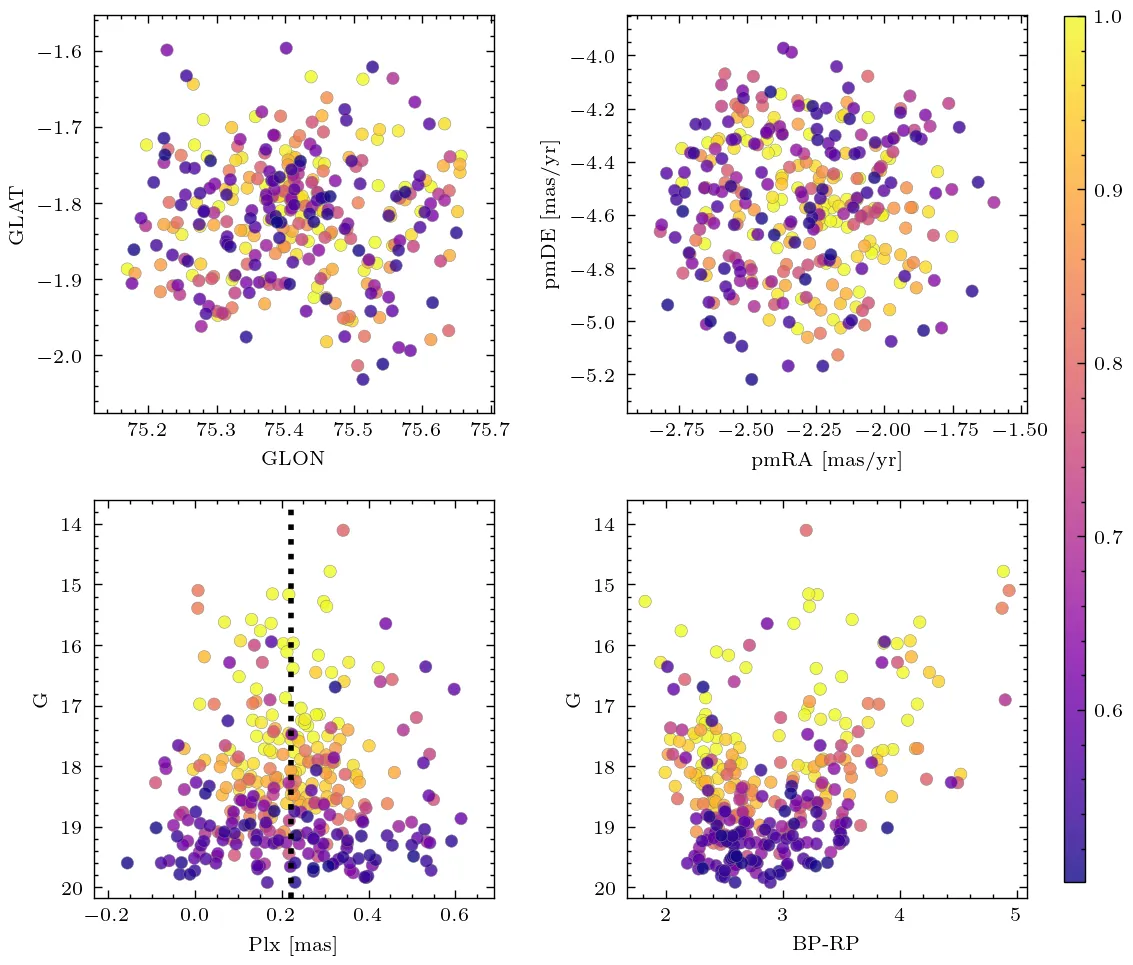 −1.6
−1.7
−1.8
−1.9
−2.0
GLAT
75.2 75.3 75.4 75.5 75.6 75.7
GLON
−4.0
−4.2
−4.4
−4.6
−4.8
−5.0
−5.2
pmDE [mas/yr]
−2.75 −2.50 −2.25 −2.00 −1.75 −1.50
pmRA [mas/yr]
1.0
0.9
0.8
0.7
0.6
14
15
16
17
18
19
20
G
−0.2 0.0 0.2 0.4 0.6
Plx [mas]
14
15
16
17
18
19
20
G
2 3 4 5
BP-RP